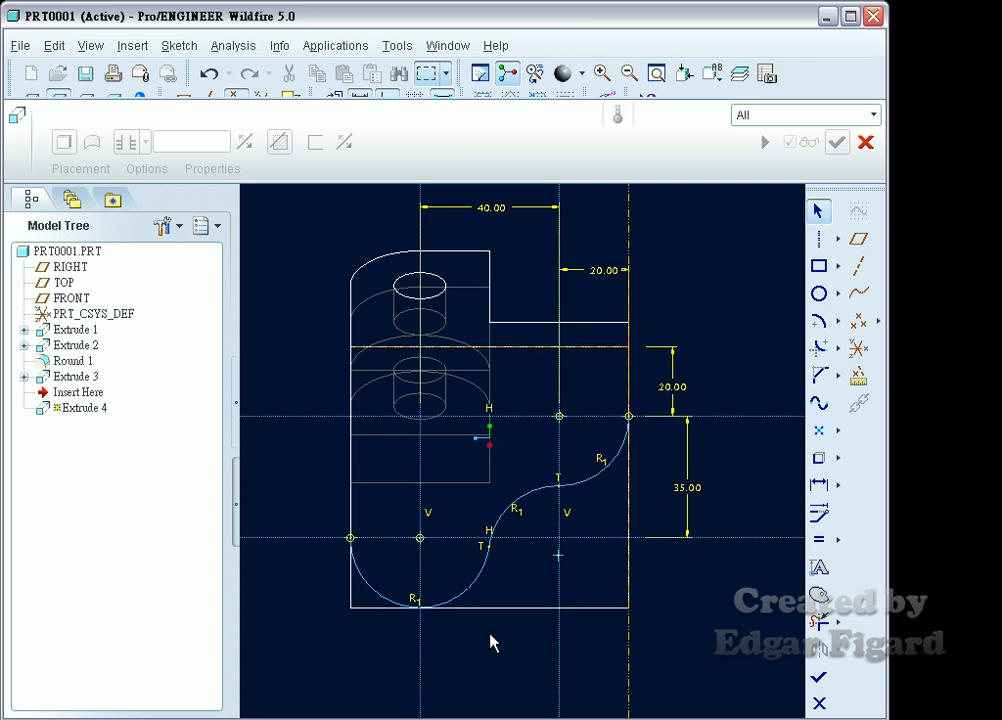 PRT0001 (Active) - Pro/ENGINEER Wildfire 5.0
File Edit View Insert Sketch Analysis Info Applications Tools Window Help
All
Placement Options Properties
Model Tree
PRT0001.PRT
RIGHT
TOP
FRONT
PRT_CSYS_DEF
Extrude 1
Extrude 2
Round 1
Extrude 3
Insert Here
Extrude 4
40.00
20.00
20.00
H
R1
35.00
T
R1
V
V
H
T
R1
Created by
Edgar Figard